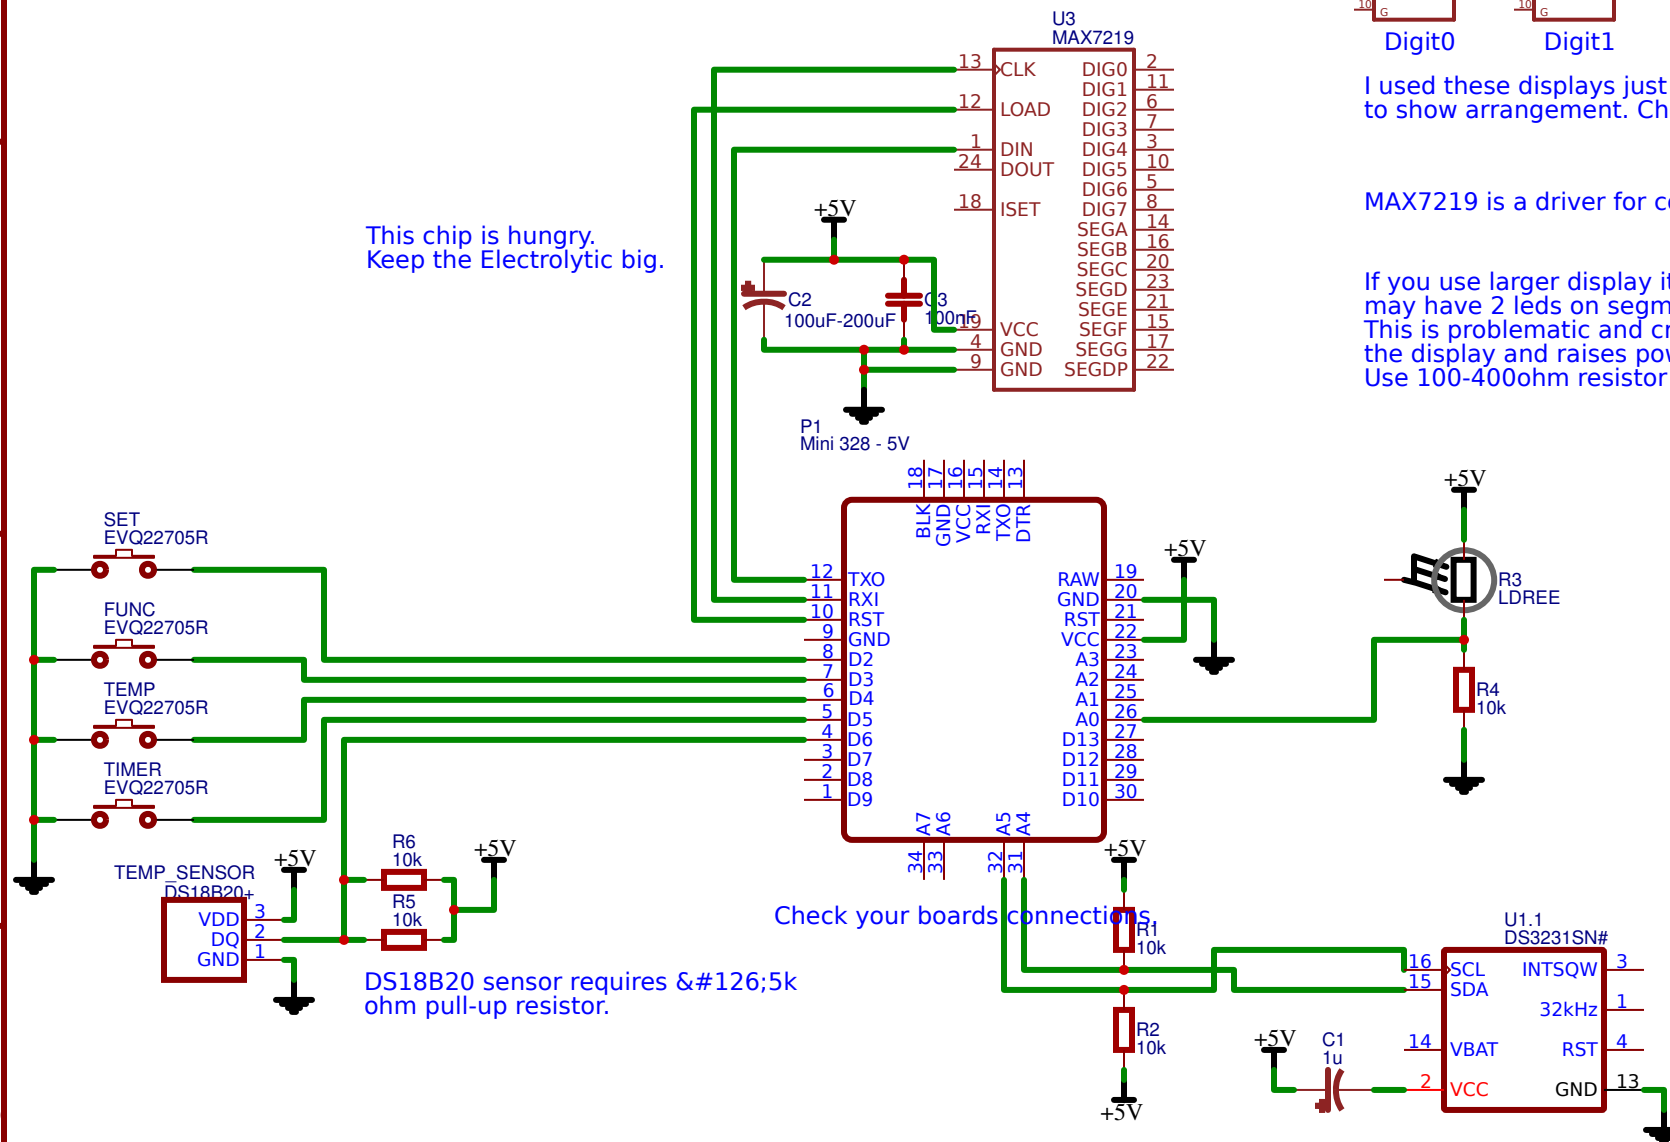 U3
MAX7219
13
CLK
12
LOAD
1
DIN
24
DOUT
18
ISET
19
VCC
4
GND
9
GND
DIG0
2
DIG1
11
DIG2
6
DIG3
7
DIG4
3
DIG5
10
DIG6
5
DIG7
8
SEGA
14
SEGB
16
SEGC
20
SEGD
23
SEGE
21
SEGF
15
SEGG
17
SEGDP
22
10
G
10
G
Digit0
Digit1
I used these displays just
to show arrangement. Ch
MAX7219 is a driver for c
If you use larger display it
may have 2 leds on segm
This is problematic and cr
the display and raises pow
Use 100-400ohm resistor
This chip is hungry.
Keep the Electrolytic big.
+5V
C2
100uF-200uF
C3
100nF
P1
Mini 328 - 5V
18
17
16
15
14
13
BLK
GND
VCC
RXI
TXO
DTR
12
TXO
11
RXI
10
RST
9
GND
8
D2
7
D3
6
D4
5
D5
4
D6
3
D7
2
D8
1
D9
RAW
19
GND
20
RST
21
VCC
22
A3
23
A2
24
A1
25
A0
26
D13
27
D12
28
D11
29
D10
30
A7
A6
A5
A4
34
33
32
31
+5V
+5V
R3
LDREE
R4
10k
SET
EVQ22705R
FUNC
EVQ22705R
TEMP
EVQ22705R
TIMER
EVQ22705R
TEMP_SENSOR
DS18B20+
+5V
VDD
3
DQ
2
GND
1
R6
10k
R5
10k
+5V
DS18B20 sensor requires &#126;5k
ohm pull-up resistor.
Check your boards connections.
+5V
R1
10k
R2
10k
+5V
U1.1
DS3231SN#
16
SCL
15
SDA
14
VBAT
2
VCC
INTSQW
3
32kHz
1
RST
4
GND
13
+5V
C1
1u